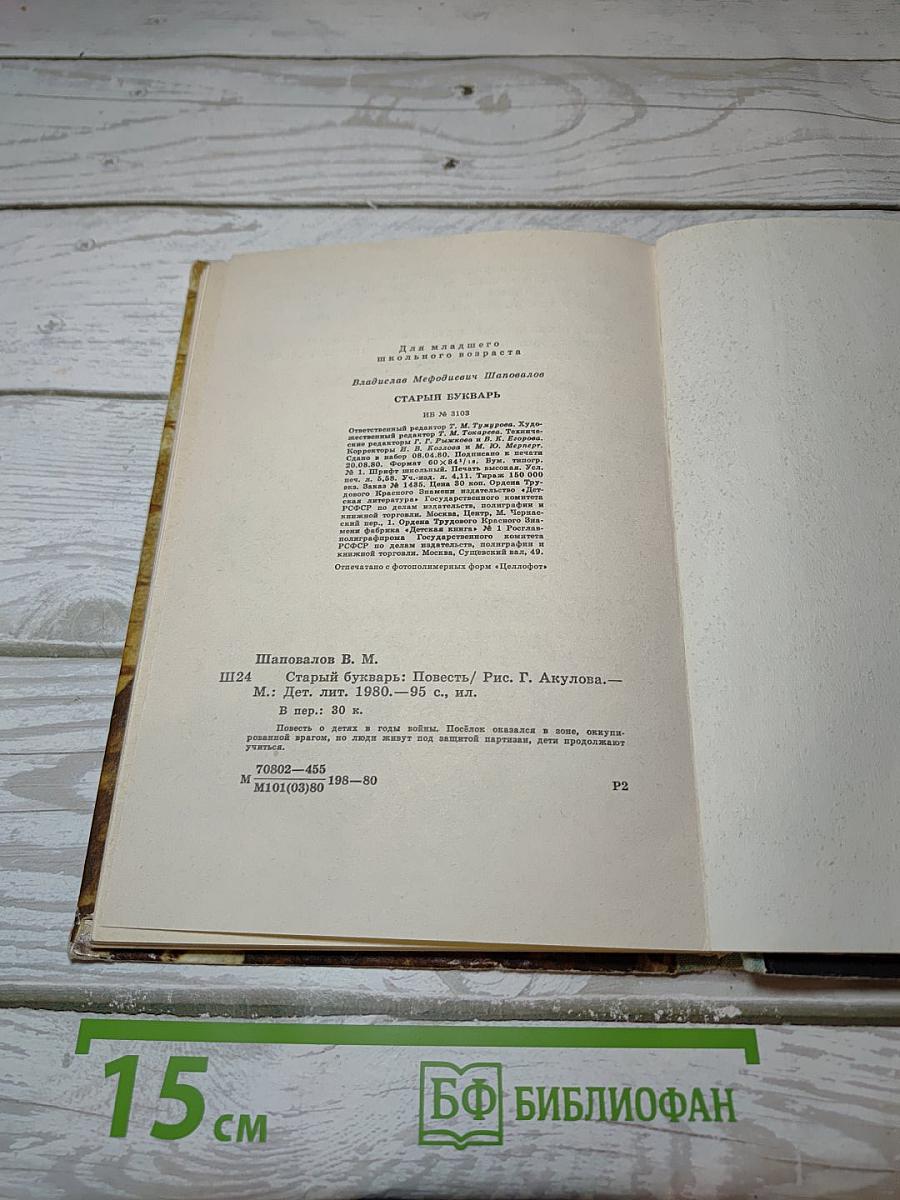 Для младшего
школьного возраста
Владислав Мефодиевич Шаповалов
СТАРЫЙ БУКВАРЬ
ИБ № 3103
Ответственный редактор Т. М. Тумурова. Худо-
жественный редактор Т. М. Токарева. Техниче-
ские редакторы Г. Г. Рыжкова и В. К. Егорова.
Корректоры И. В. Козлова и М. Ю. Мерперт.
Сдано в набор 08.04.80. Подписано к печати
20.08.80. Формат 60×84¹/₁₆. Бум. типогр.
№ 1. Шрифт школьный. Печать высокая. Усл.
печ. л. 5,58. Уч.-изд. л. 4,11. Тираж 150 000
экз. Заказ № 1435. Цена 30 коп. Ордена Тру-
дового Красного Знамени издательство «Дет-
ская литература» Государственного комитета
РСФСР по делам издательств, полиграфии и
книжной торговли. Москва, Центр, М. Черкас-
ский пер., 1. Ордена Трудового Красного Зна-
мени фабрика «Детская книга» № 1 Росглав-
полиграфпрома Государственного комитета
РСФСР по делам издательств, полиграфии и
книжной торговли. Москва, Сущевский вал, 49.
Отпечатано с фотополимерных форм «Целлофот»
Шаповалов В. М.
Ш24 Старый букварь: Повесть/ Рис. Г. Акулова.—
М.: Дет. лит. 1980.—95 с., ил.
В пер.: 30 к.
Повесть о детях в годы войны. Посёлок оказался в зоне, оккупи-
рованной врагом, но люди живут под защитой партизан, дети продолжают
учиться.
М 70802—455 198—80
М101(03)80
Р2
15 см
БФ БИБЛИОФАН